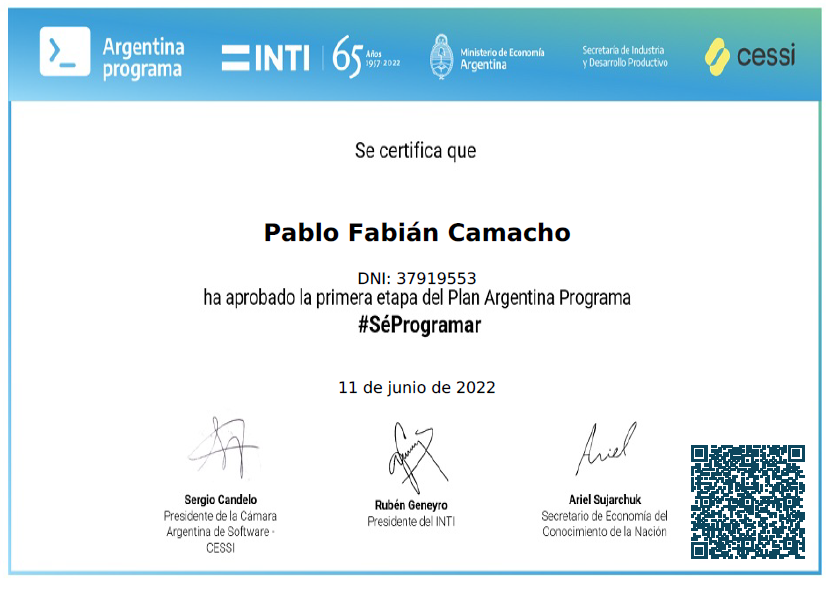 Argentina
programa
INTI
65 Años
1957-2022
Ministerio de Economía
Argentina
Secretaría de Industria
y Desarrollo Productivo
cessi
Se certifica que
Pablo Fabián Camacho
DNI: 37919553
ha aprobado la primera etapa del Plan Argentina Programa
#SéProgramar
11 de junio de 2022
Ariel
Sergio Candelo
Presidente de la Cámara
Argentina de Software -
CESSI
Rubén Geneyro
Presidente del INTI
Ariel Sujarchuk
Secretario de Economía del
Conocimiento de la Nación